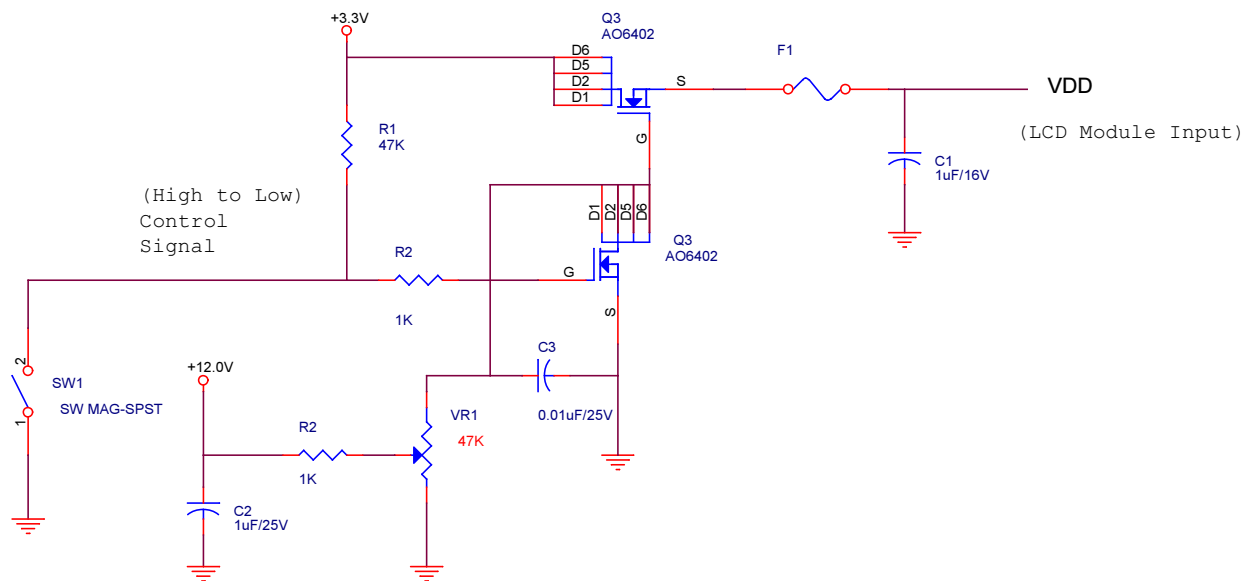 +3.3V
Q3
AO6402
D6
D5
D2
D1
S
G
F1
VDD
(LCD Module Input)
R1
47K
C1
1uF/16V
(High to Low)
Control
Signal
D1
D2
D5
D6
Q3
AO6402
R2
1K
G
S
C3
0.01uF/25V
2
1
SW1
SW MAG-SPST
+12.0V
R2
1K
VR1
47K
C2
1uF/25V